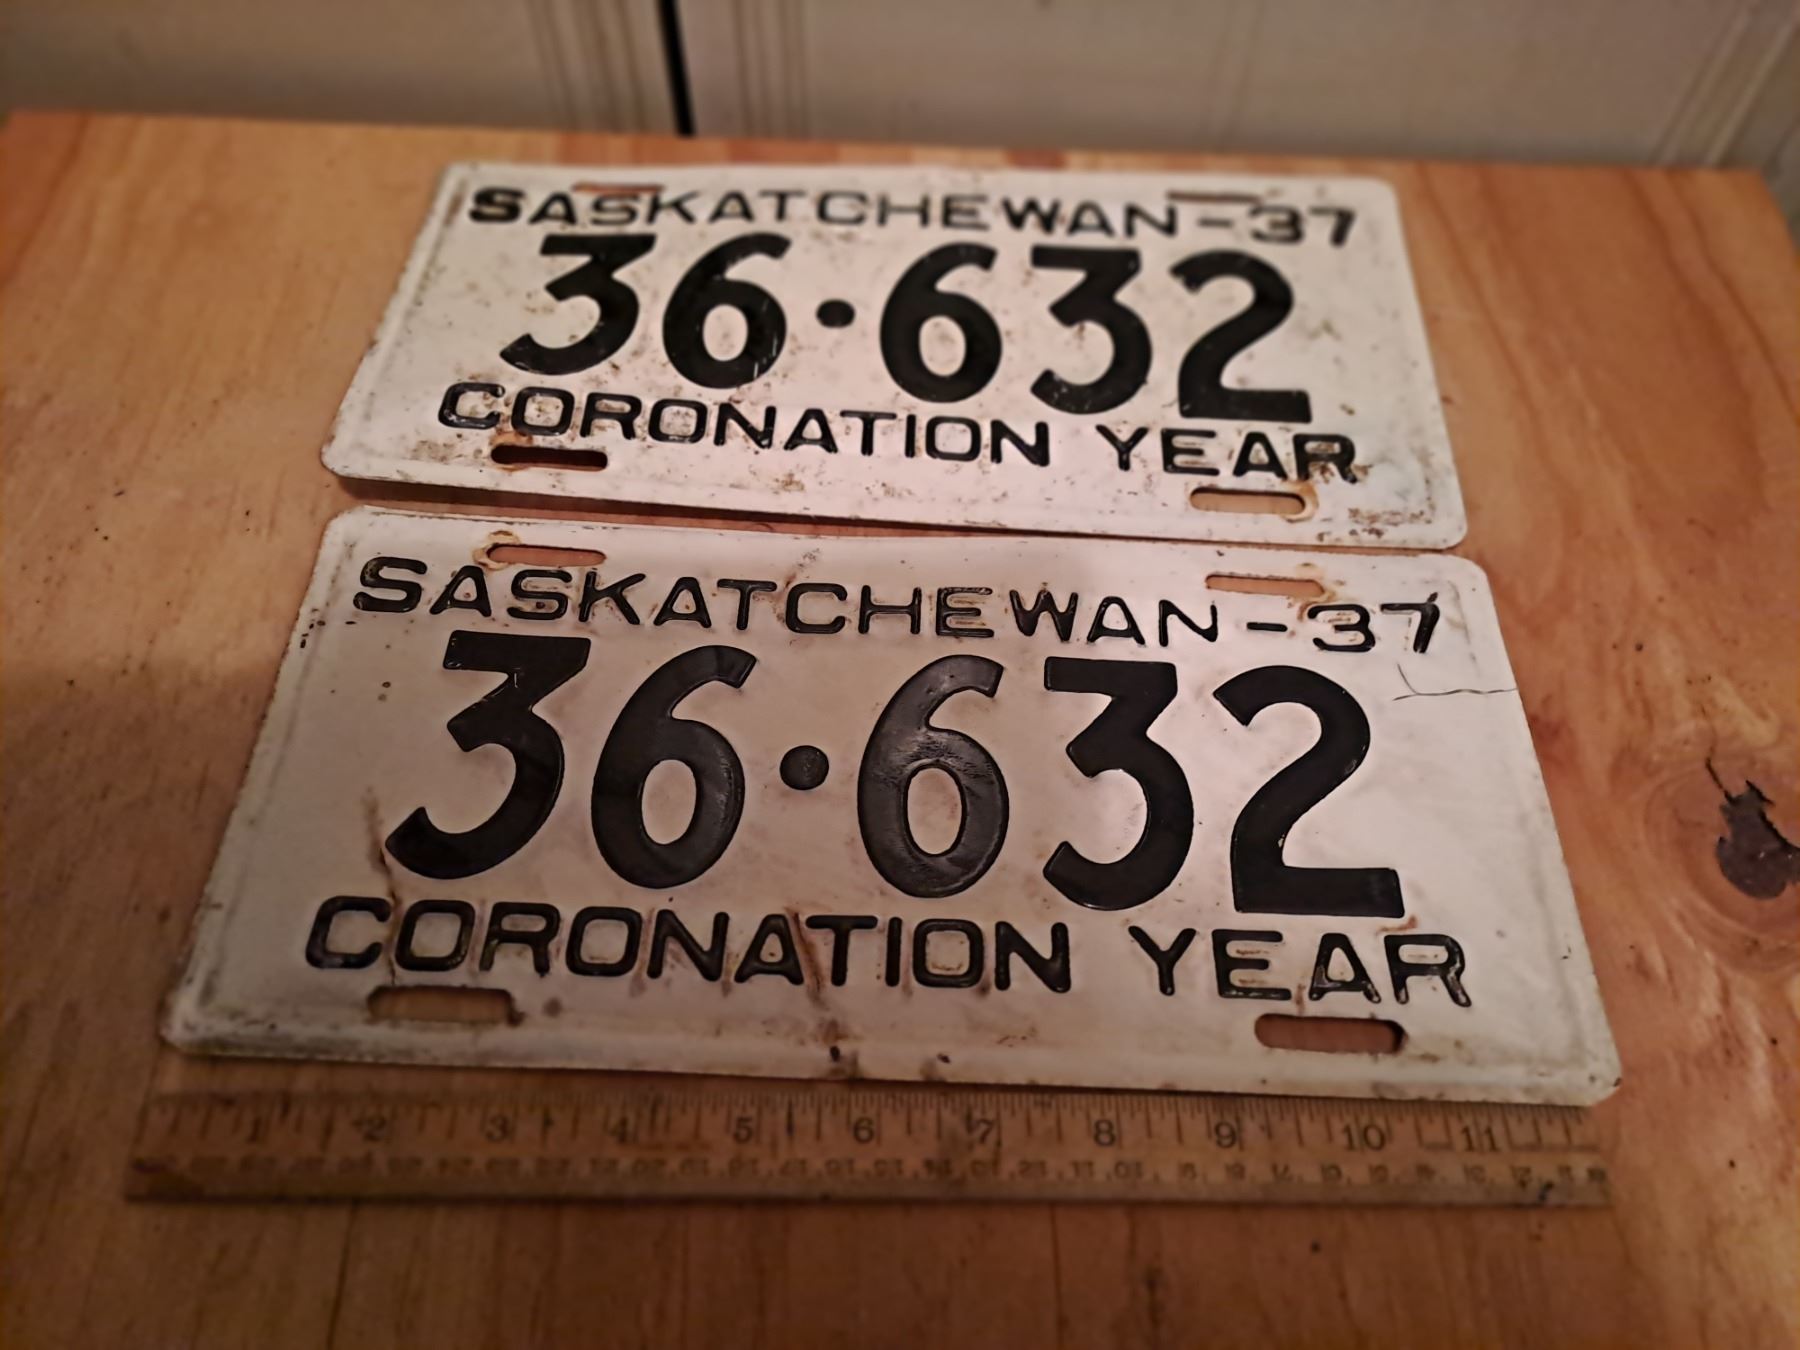 SASKATCHEWAN-37
36·632
CORONATION YEAR
SASKATCHEWAN-37
36·632
CORONATION YEAR
1 2 3 4 5 6 7 8 9 10 11